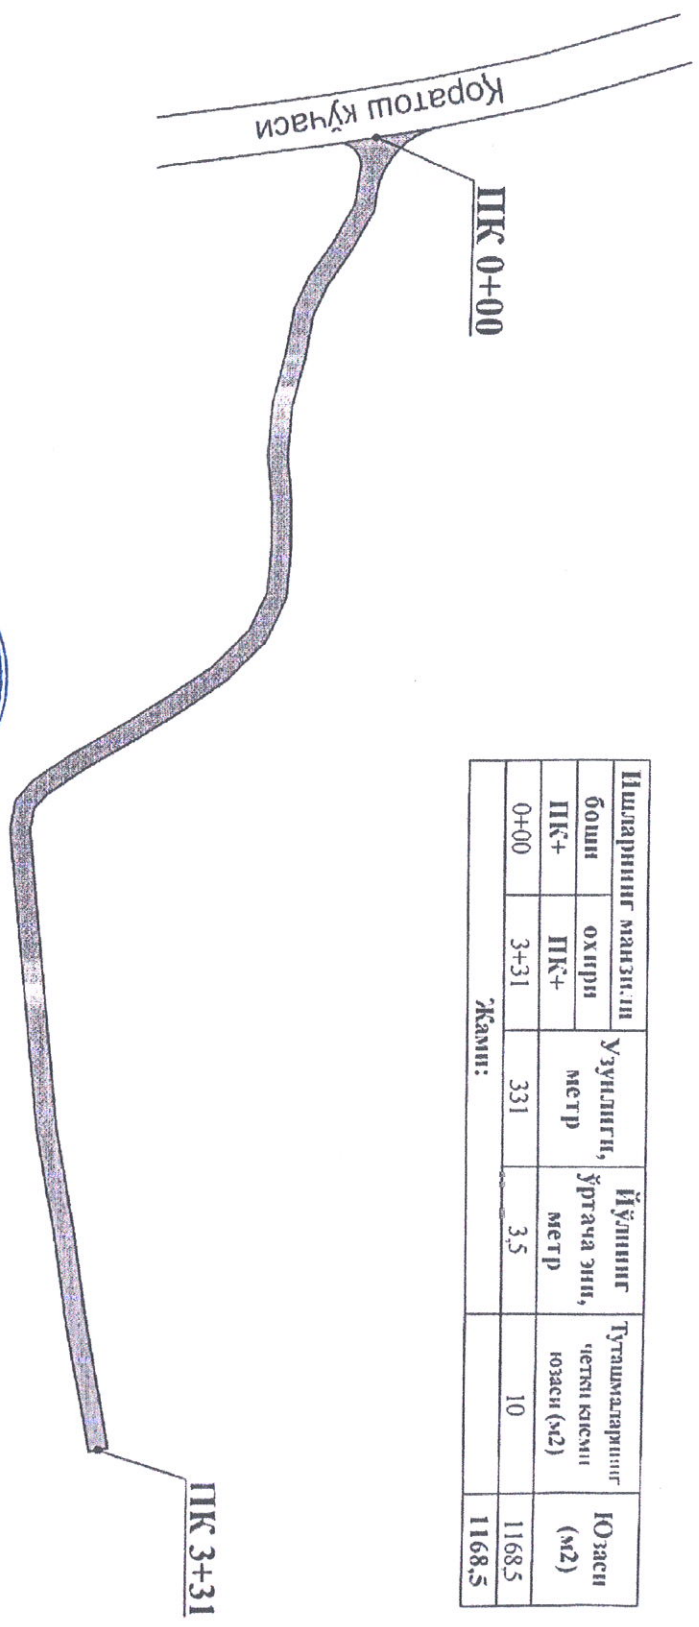 Қоратош кўчаси
ПК 0+00
Ишларнинг манзили
боши
охири
Узунлиги,
метр
Йўлнинг
ўртача эни,
метр
Туташмаларнинг
четки кисми
юзаси (м2)
Юзаси
(м2)
ПК+
ПК+
0+00
3+31
331
3,5
10
1168,5
Жами:
1168,5
ПК 3+31